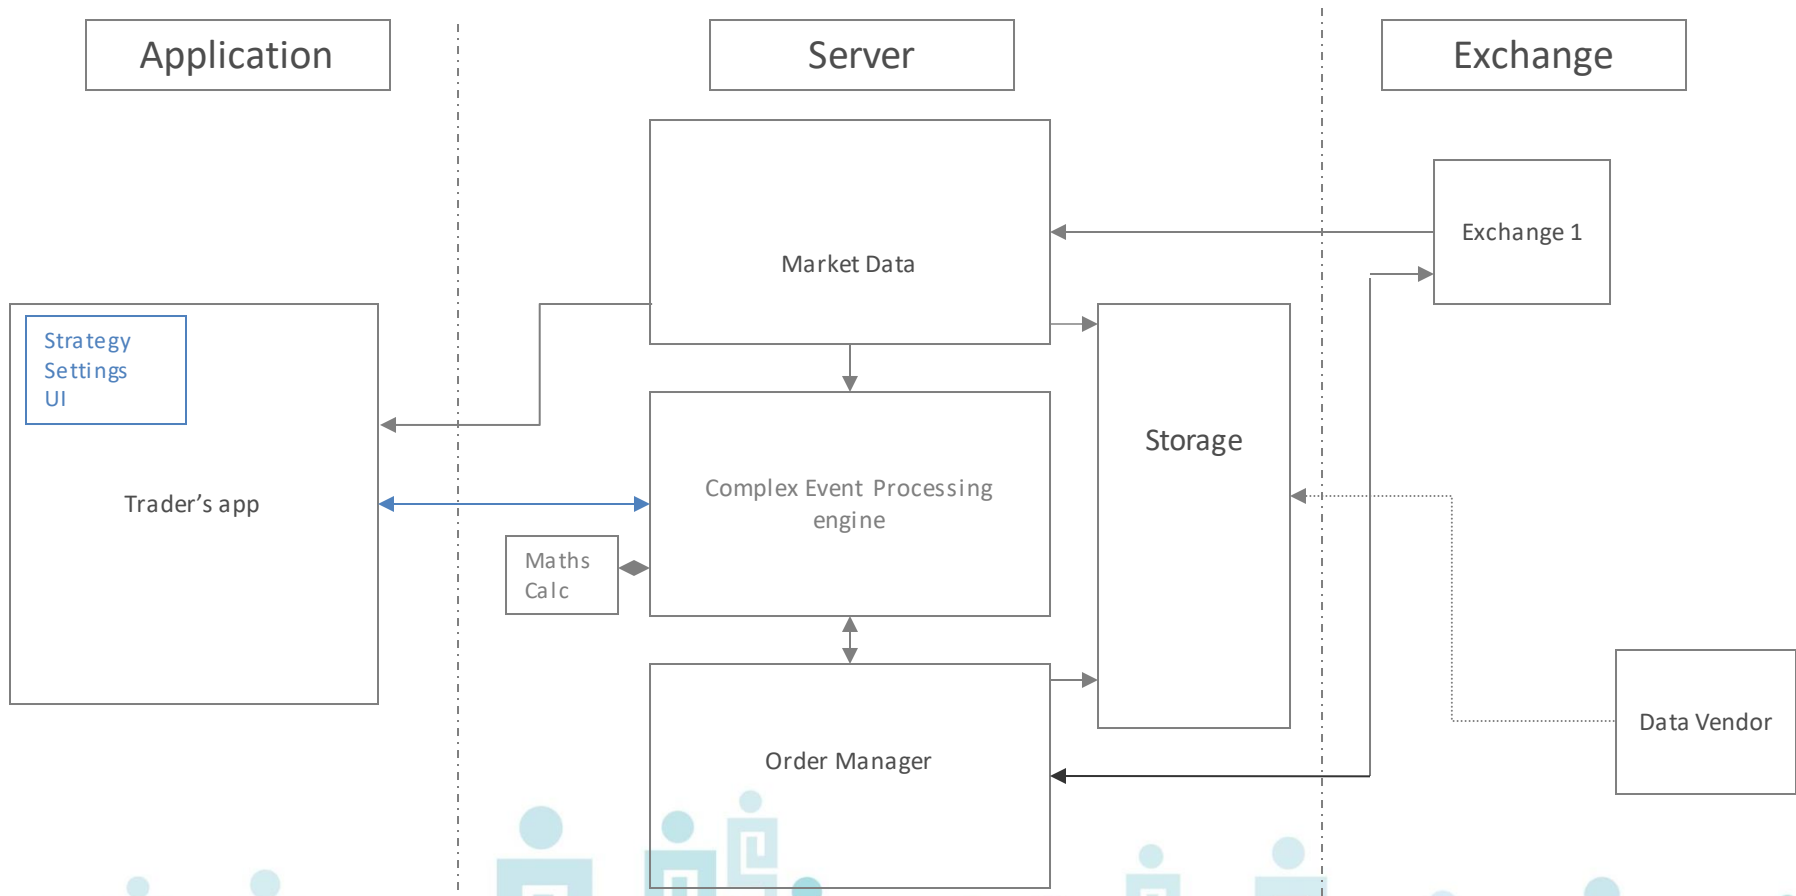 Application
Server
Exchange
Market Data
Exchange 1
Strategy
Settings
UI
Trader’s app
Complex Event Processing
engine
Storage
Maths
Calc
Order Manager
Data Vendor